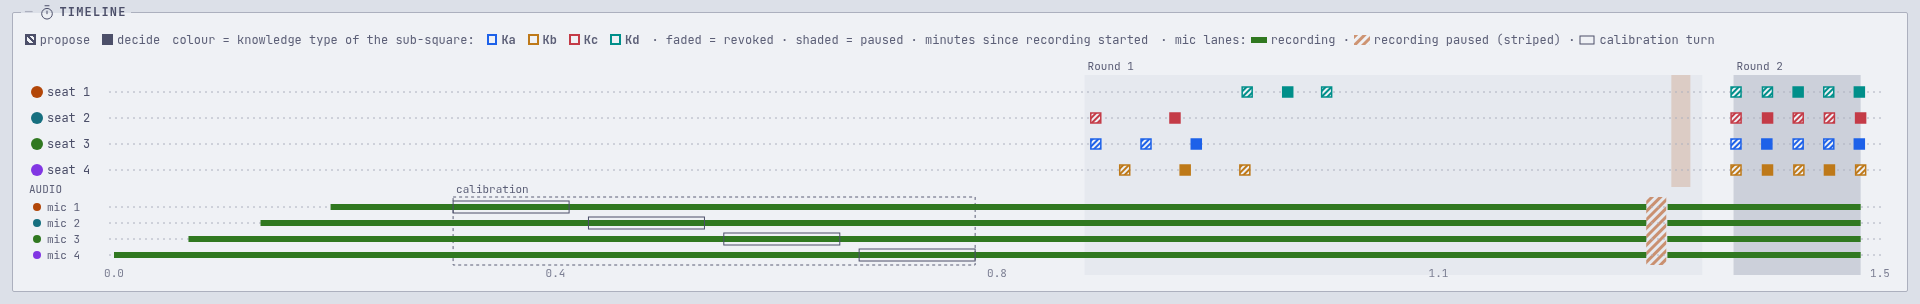 TIMELINE
propose decide colour = knowledge type of the sub-square: Ka Kb Kc Kd · faded = revoked · shaded = paused · minutes since recording started · mic lanes: recording · recording paused (striped) · calibration turn
Round 1 Round 2
seat 1
seat 2
seat 3
seat 4
AUDIO calibration
mic 1
mic 2
mic 3
mic 4
0.0 0.4 0.8 1.1 1.5